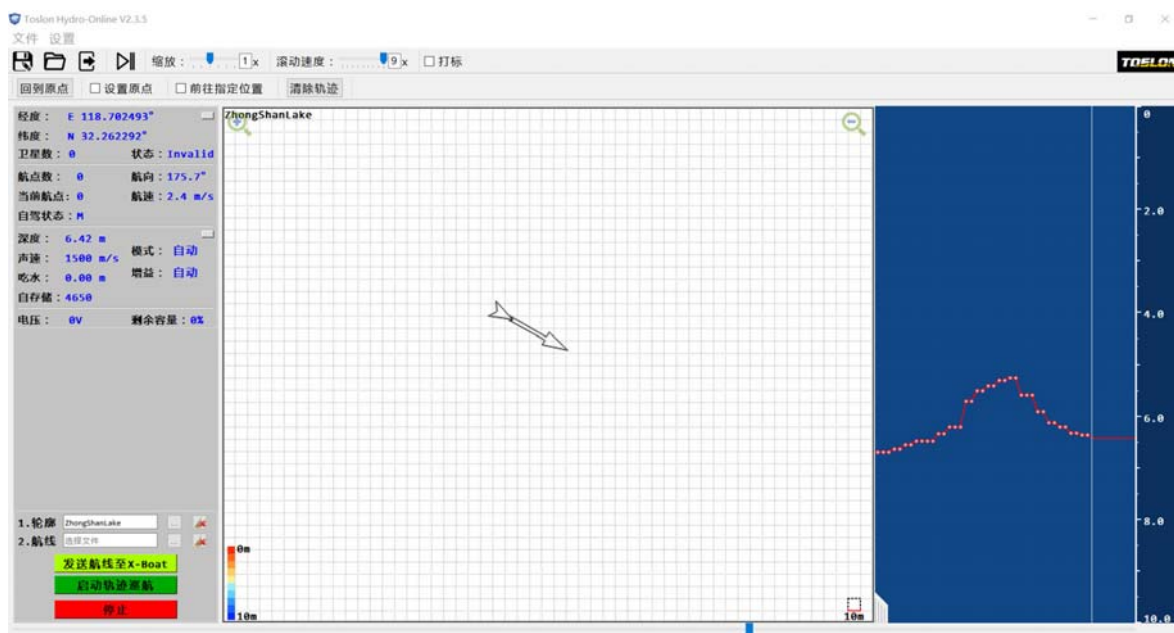 Toslon Hydro-Online V2.3.5
文件 设置
缩放： 1 x 滚动速度： 9 x 打标 TOSLON
回到原点 设置原点 前往指定位置 清除轨迹
经度： E 118.702493°
纬度： N 32.262292°
卫星数：0 状态：Invalid
航点数： 0 航向：175.7°
当前航点：0 航速：2.4 m/s
自驾状态：M
深度： 6.42 m
模式： 自动
声速： 1500 m/s
增益： 自动
吃水： 0.00 m
自存储：4650
电压： 0V 剩余容量：0%
1.轮廓 ZhongShanLake
2.航线 选择文件
发送航线至X-Boat
启动轨迹巡航
停止
ZhongShanLake
0m
10m
10m
0
2.0
4.0
6.0
8.0
10.0